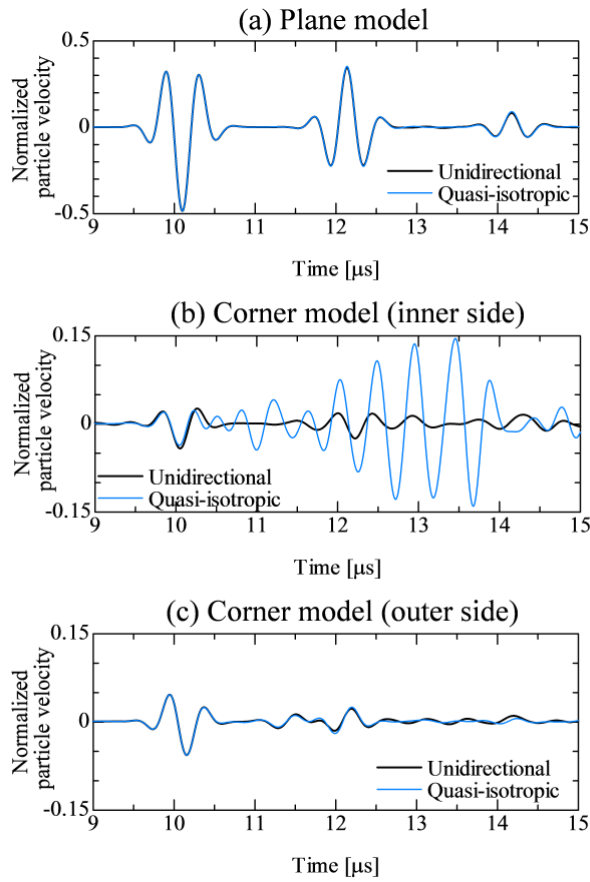 (a) Plane model
0.5
0
-0.5
Normalized
particle velocity
Unidirectional
Quasi-isotropic
9 10 11 12 13 14 15
Time [μs]
(b) Corner model (inner side)
0.15
0
-0.15
Normalized
particle velocity
Unidirectional
Quasi-isotropic
9 10 11 12 13 14 15
Time [μs]
(c) Corner model (outer side)
0.15
0
-0.15
Normalized
particle velocity
Unidirectional
Quasi-isotropic
9 10 11 12 13 14 15
Time [μs]